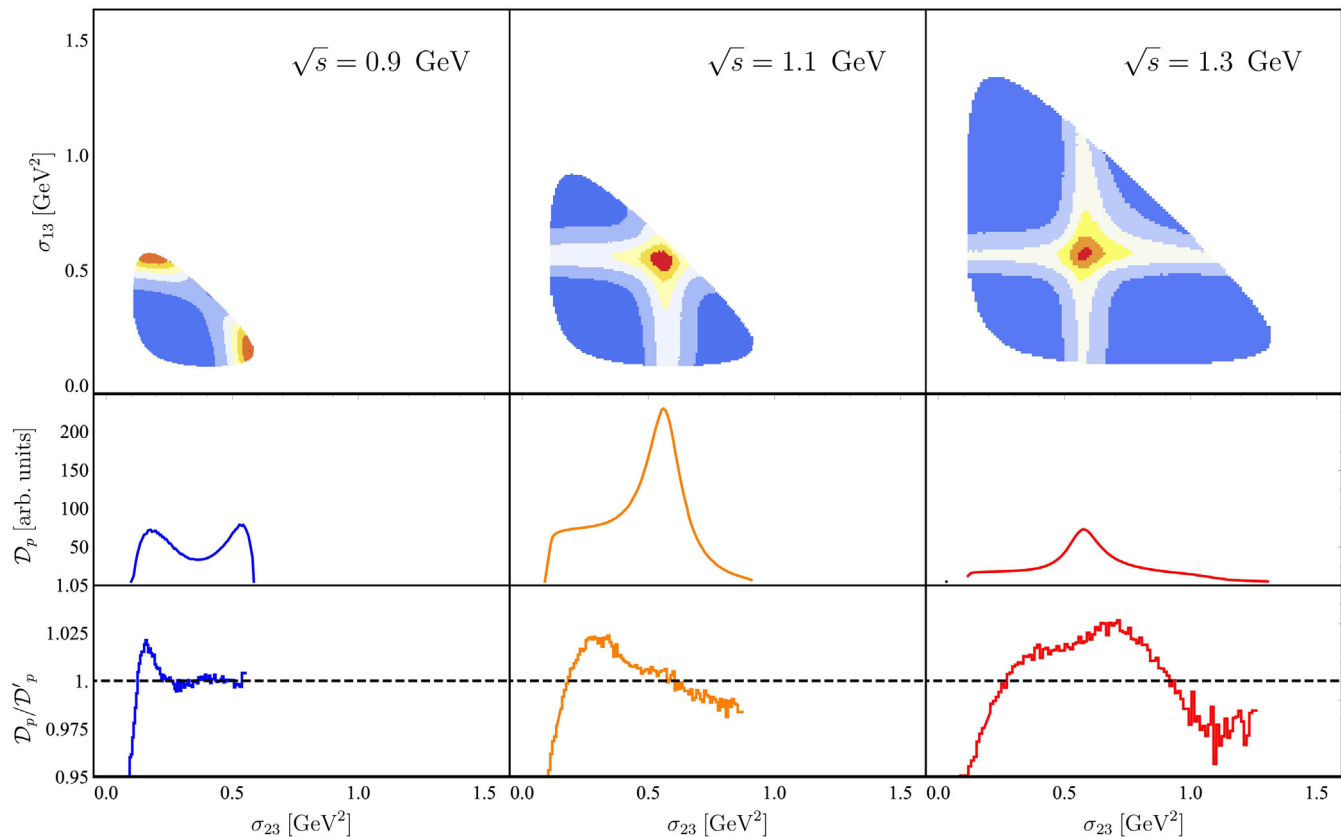 √s = 0.9 GeV
√s = 1.1 GeV
√s = 1.3 GeV
1.5
1.0
0.5
0.0
σ₁₃ [GeV²]
200
150
100
50
𝒟ₚ [arb. units]
1.05
1.025
1.
0.975
0.95
𝒟ₚ/𝒟′ₚ
0.0 0.5 1.0 1.5
0.0 0.5 1.0 1.5
0.0 0.5 1.0 1.5
σ₂₃ [GeV²]
σ₂₃ [GeV²]
σ₂₃ [GeV²]